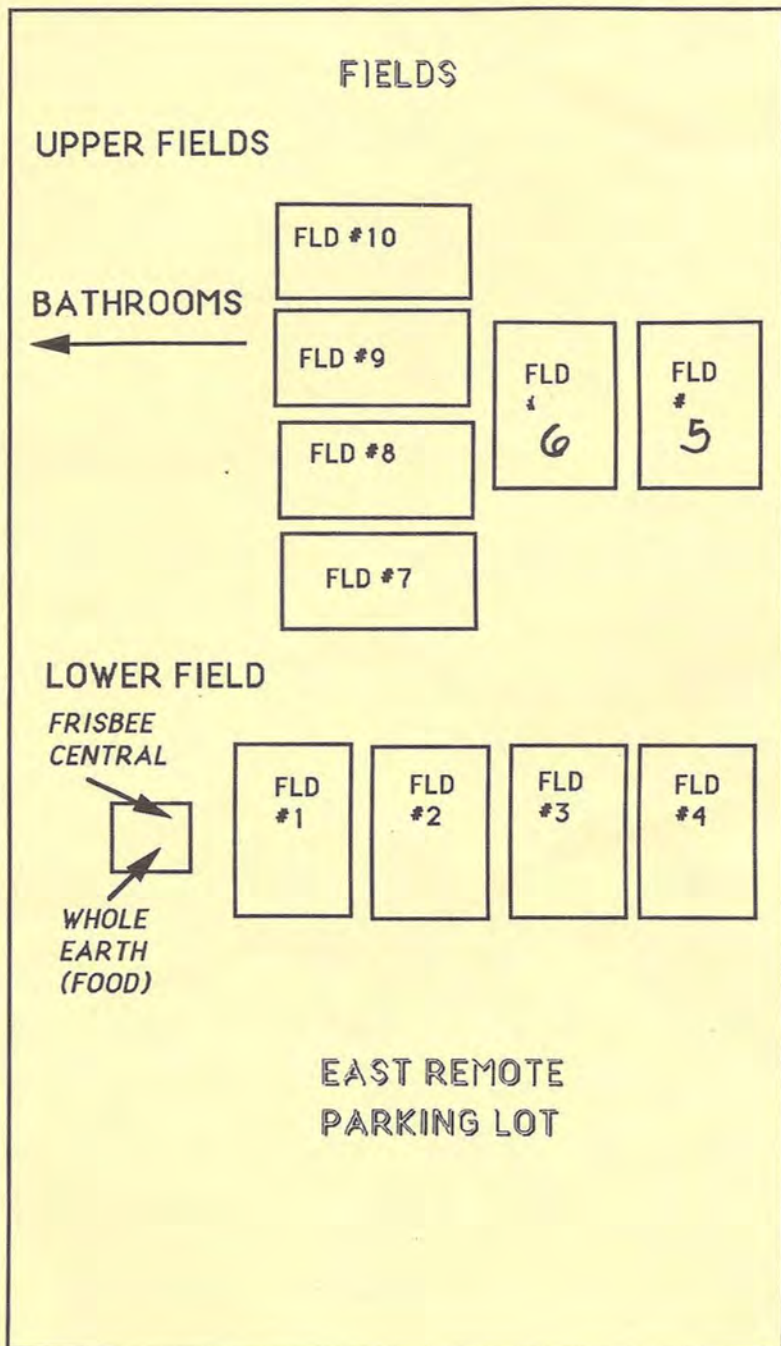 FIELDS
UPPER FIELDS
FLD #10
BATHROOMS
FLD #9
FLD
#
6
FLD
#
5
FLD #8
FLD #7
LOWER FIELD
FRISBEE
CENTRAL
FLD
#1
FLD
#2
FLD
#3
FLD
#4
WHOLE
EARTH
(FOOD)
EAST REMOTE
PARKING LOT